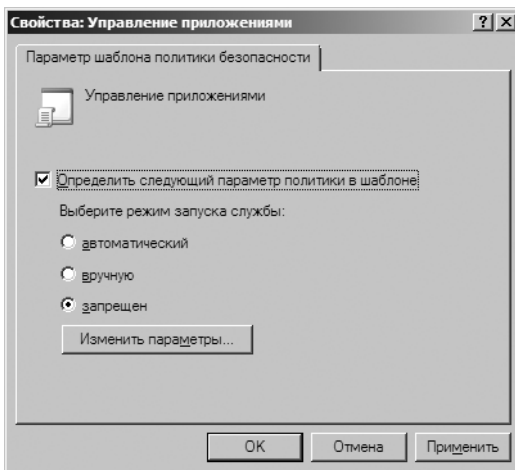 Свойства: Управление приложениями
Параметр шаблона политики безопасности
Управление приложениями
Определить следующий параметр политики в шаблоне
Выберите режим запуска службы:
автоматический
вручную
запрещен
Изменить параметры...
OK Отмена Применить